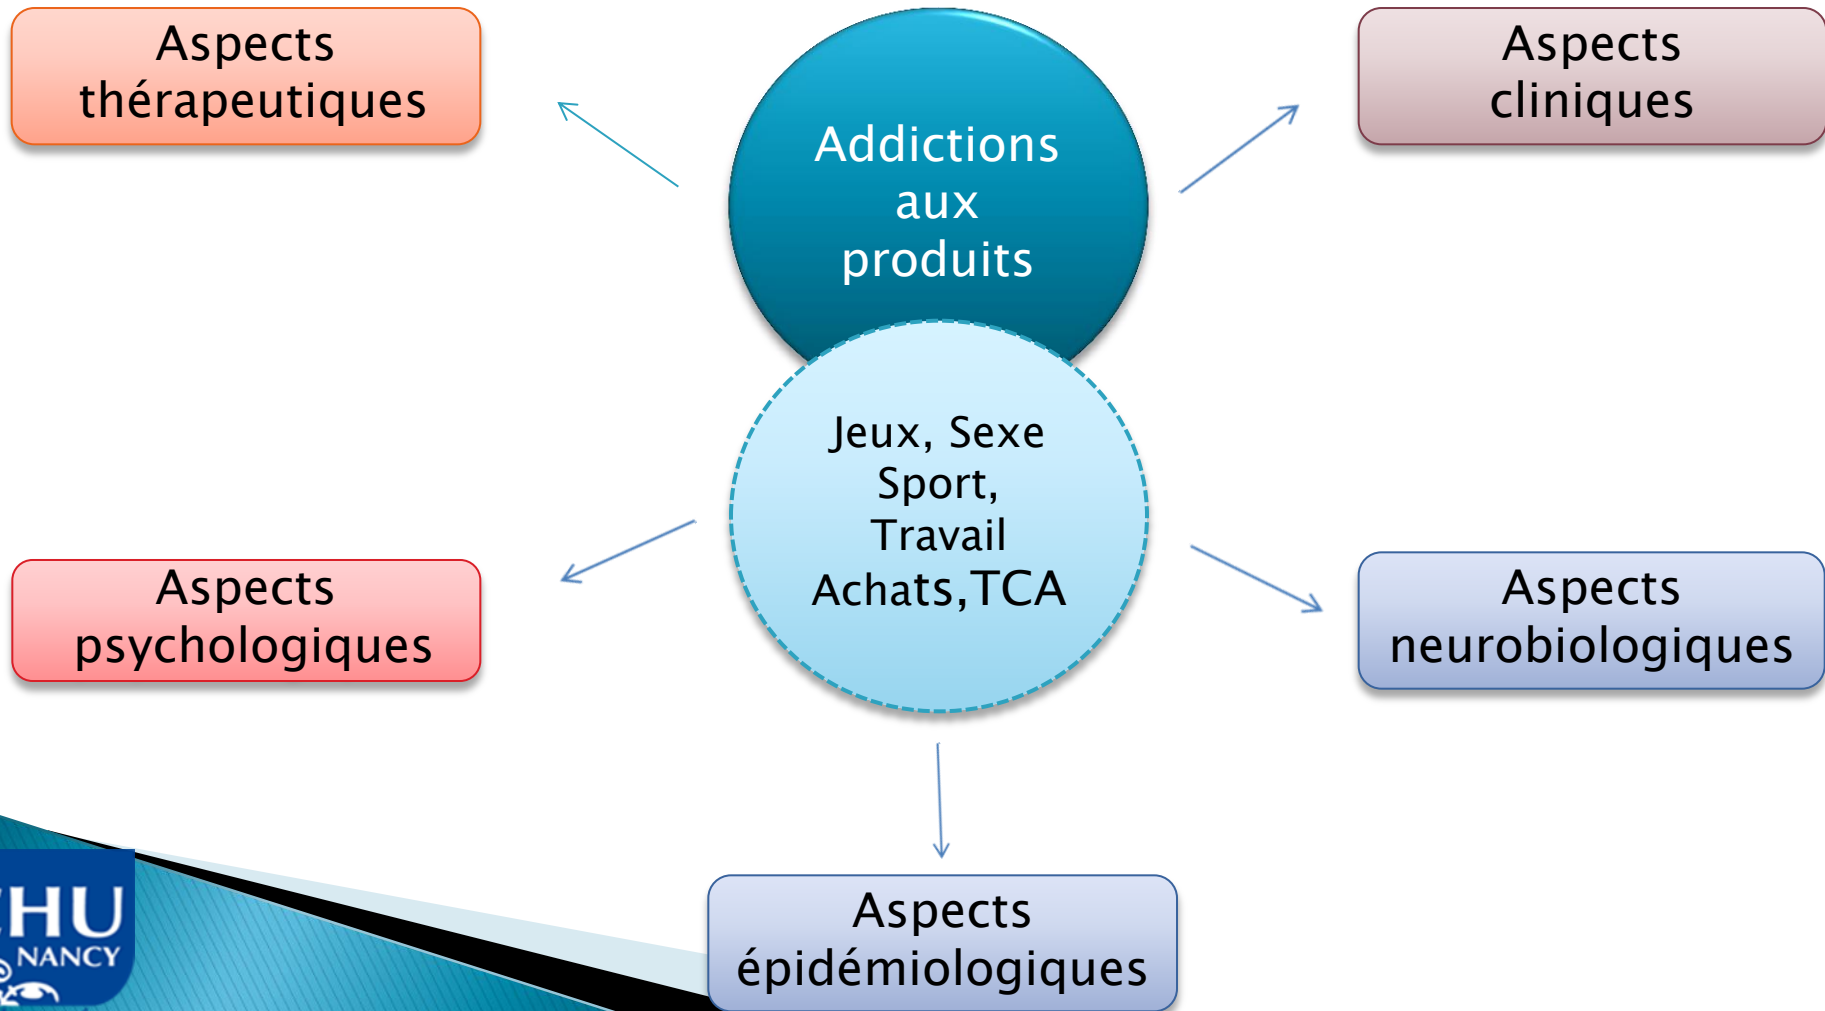 Aspects
thérapeutiques
Addictions
aux
produits
Aspects
cliniques
Jeux, Sexe
Sport,
Travail
Achats,TCA
Aspects
psychologiques
Aspects
neurobiologiques
Aspects
épidémiologiques
CHU
NANCY